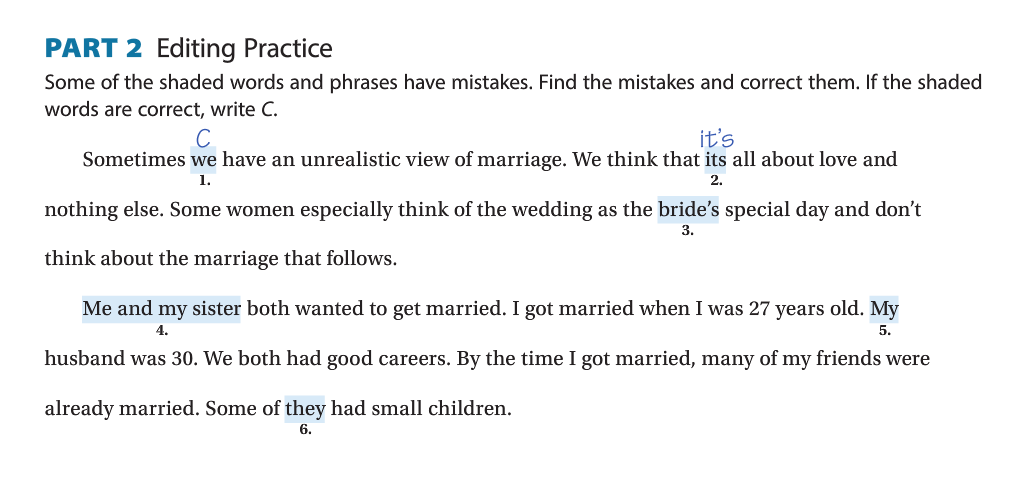 PART 2 Editing Practice
Some of the shaded words and phrases have mistakes. Find the mistakes and correct them. If the shaded
words are correct, write C.
C it's
Sometimes we have an unrealistic view of marriage. We think that its all about love and
1. 2.
nothing else. Some women especially think of the wedding as the bride's special day and don't
3.
think about the marriage that follows.
Me and my sister both wanted to get married. I got married when I was 27 years old. My
4. 5.
husband was 30. We both had good careers. By the time I got married, many of my friends were
already married. Some of they had small children.
6.